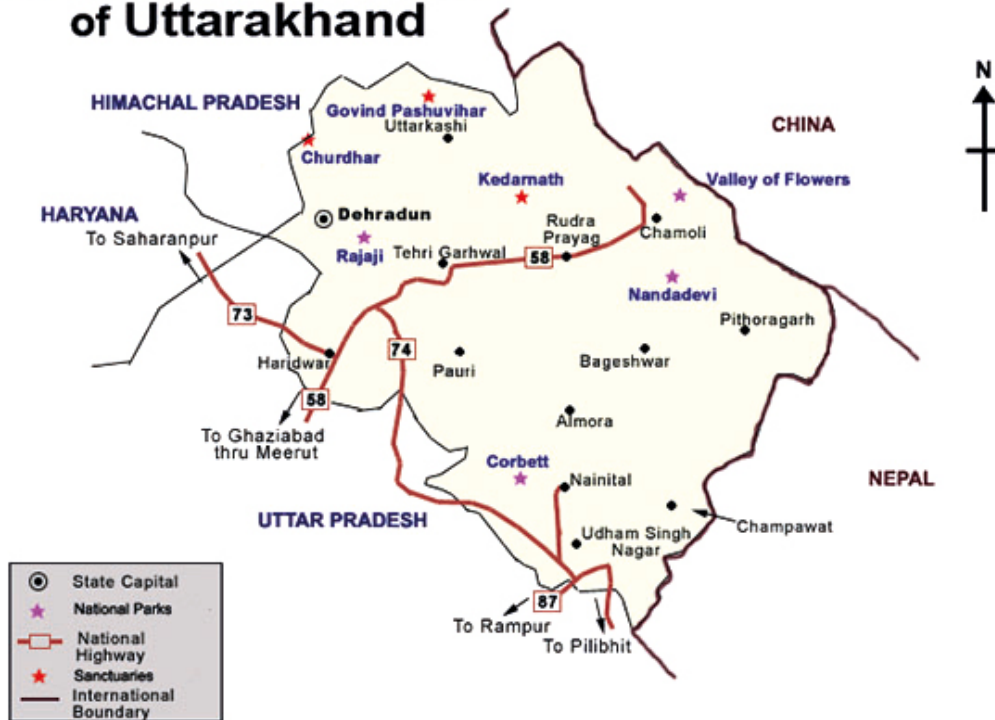 of Uttarakhand
N
HIMACHAL PRADESH
Govind Pashuvihar
Uttarkashi
CHINA
Churdhar
Kedarnath
Valley of Flowers
HARYANA
Dehradun
To Saharanpur
Rudra
Prayag
Chamoli
Rajaji
Tehri Garhwal
58
Nandadevi
73
Pithoragarh
74
Haridwar
Pauri
Bageshwar
58
Almora
To Ghaziabad
thru Meerut
Corbett
Nainital
NEPAL
UTTAR PRADESH
Champawat
Udham Singh
Nagar
87
To Rampur
To Pilibhit
State Capital
National Parks
National
Highway
Sanctuaries
International
Boundary